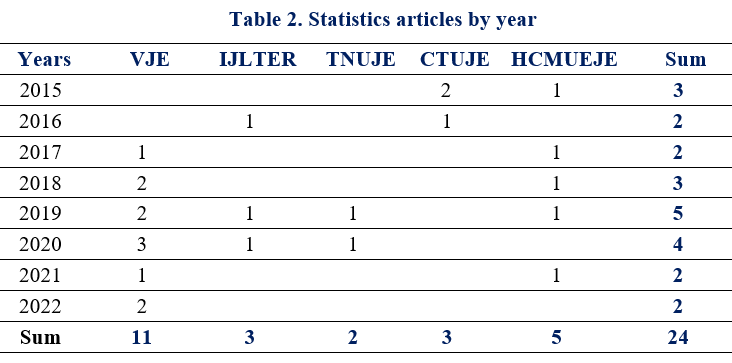 Table 2. Statistics articles by year
Years VJE IJLTER TNUJE CTUJE HCMUEJE Sum
2015 2 1 3
2016 1 1 2
2017 1 1 2
2018 2 1 3
2019 2 1 1 1 5
2020 3 1 1 4
2021 1 1 2
2022 2 2
Sum 11 3 2 3 5 24